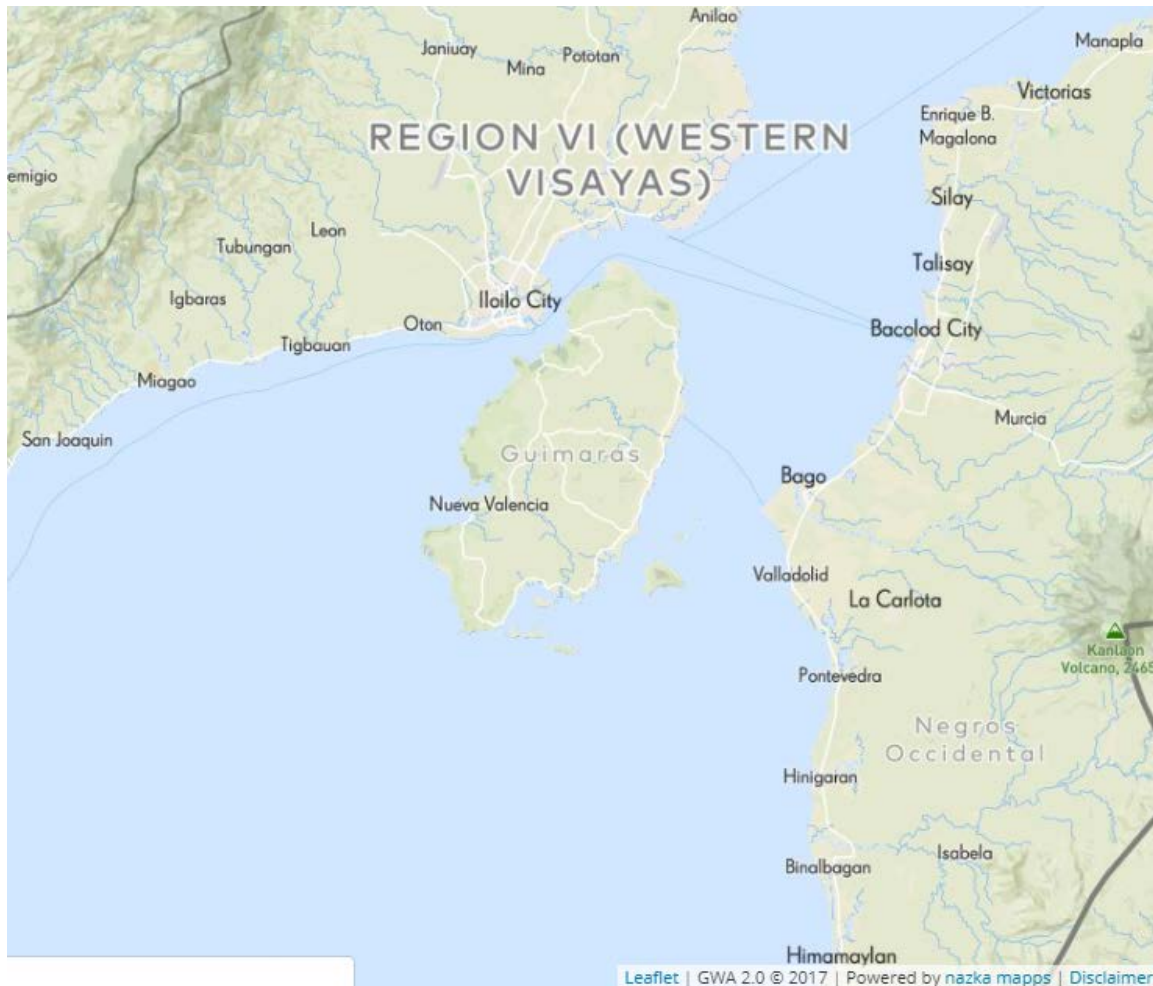 Anilao
Janiuay
Pototan
Manapla
Mina
Victorias
Enrique B.
Magalona
REGION VI (WESTERN
VISAYAS)
emigio
Silay
Leon
Tubungan
Talisay
Igbaras
Iloilo City
Oton
Bacolod City
Tigbauan
Miagao
Murcia
San Joaquin
Guimaras
Bago
Nueva Valencia
Valladolid
La Carlota
Kanlaon
Volcano, 2465
Pontevedra
Negros
Occidental
Hinigaran
Isabela
Binalbagan
Himamaylan
Leaflet | GWA 2.0 © 2017 | Powered by nazka mapps | Disclaimer